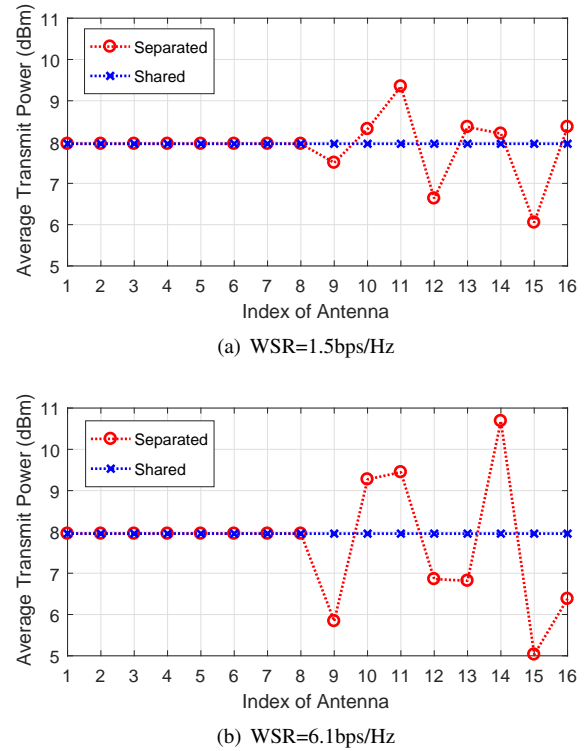 11
10
9
8
7
6
5
Average Transmit Power (dBm)
Separated
Shared
1 2 3 4 5 6 7 8 9 10 11 12 13 14 15 16
Index of Antenna
(a) WSR=1.5bps/Hz
11
10
9
8
7
6
5
Average Transmit Power (dBm)
Separated
Shared
1 2 3 4 5 6 7 8 9 10 11 12 13 14 15 16
Index of Antenna
(b) WSR=6.1bps/Hz